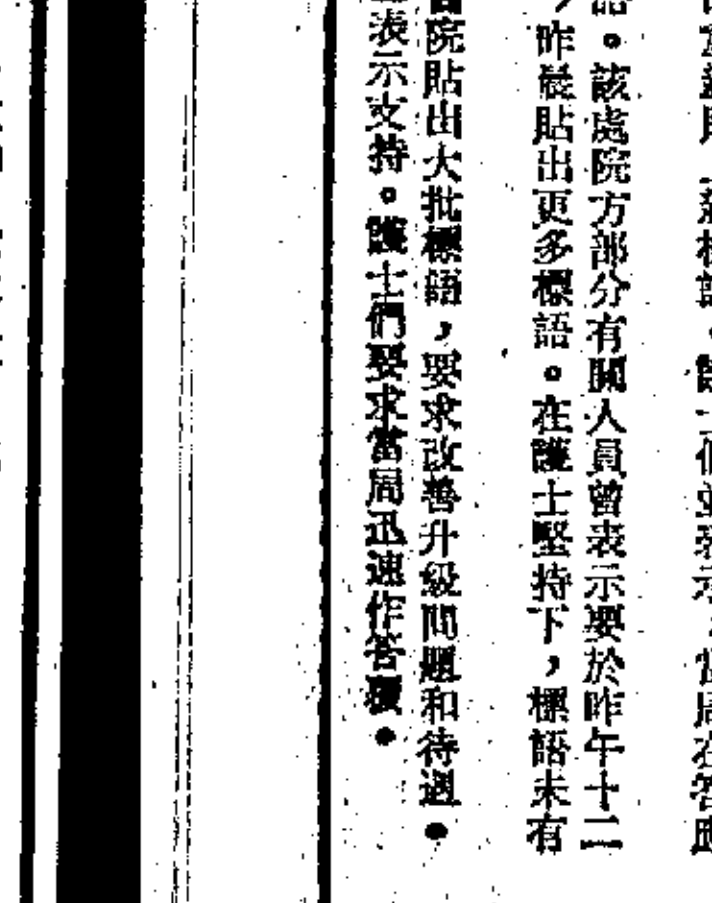 語。該處院方部分有關人員曾表示要於昨午十二
,昨晨貼出更多標語。在護士堅持下,標語未有
院貼出大批標語,要求改善升級問題和待遇。
表示支持。護士們要求當局迅速作答覆。